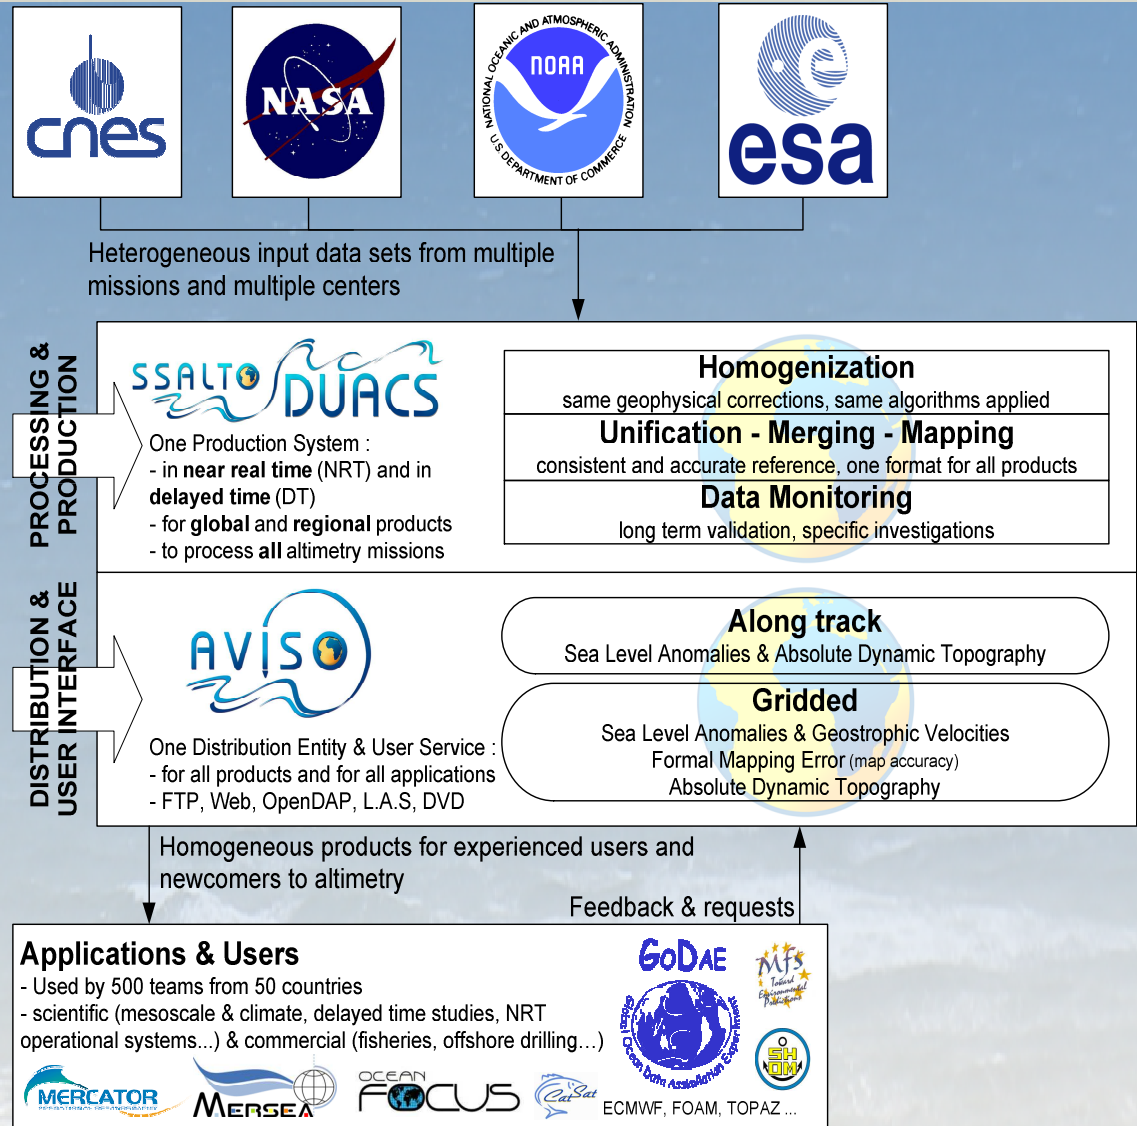 cnes
NASA
NATIONAL OCEANIC AND ATMOSPHERIC ADMINISTRATION
NOAA
U.S. DEPARTMENT OF COMMERCE
esa
Heterogeneous input data sets from multiple
missions and multiple centers
PROCESSING &
PRODUCTION
SSALTO
DUACS
One Production System :
- in near real time (NRT) and in
delayed time (DT)
- for global and regional products
- to process all altimetry missions
Homogenization
same geophysical corrections, same algorithms applied
Unification - Merging - Mapping
consistent and accurate reference, one format for all products
Data Monitoring
long term validation, specific investigations
DISTRIBUTION &
USER INTERFACE
AVISO
One Distribution Entity & User Service :
- for all products and for all applications
- FTP, Web, OpenDAP, L.A.S, DVD
Along track
Sea Level Anomalies & Absolute Dynamic Topography
Gridded
Sea Level Anomalies & Geostrophic Velocities
Formal Mapping Error (map accuracy)
Absolute Dynamic Topography
Homogeneous products for experienced users and
newcomers to altimetry
Feedback & requests
Applications & Users
- Used by 500 teams from 50 countries
- scientific (mesoscale & climate, delayed time studies, NRT
operational systems...) & commercial (fisheries, offshore drilling...)
MERCATOR
MERSEA
OCEAN
FOCUS
CatSat
GODAE
Global Ocean Data Assimilation Experiment
MFS
Toward
Environmental
Predictions
SH
OM
ECMWF, FOAM, TOPAZ ...